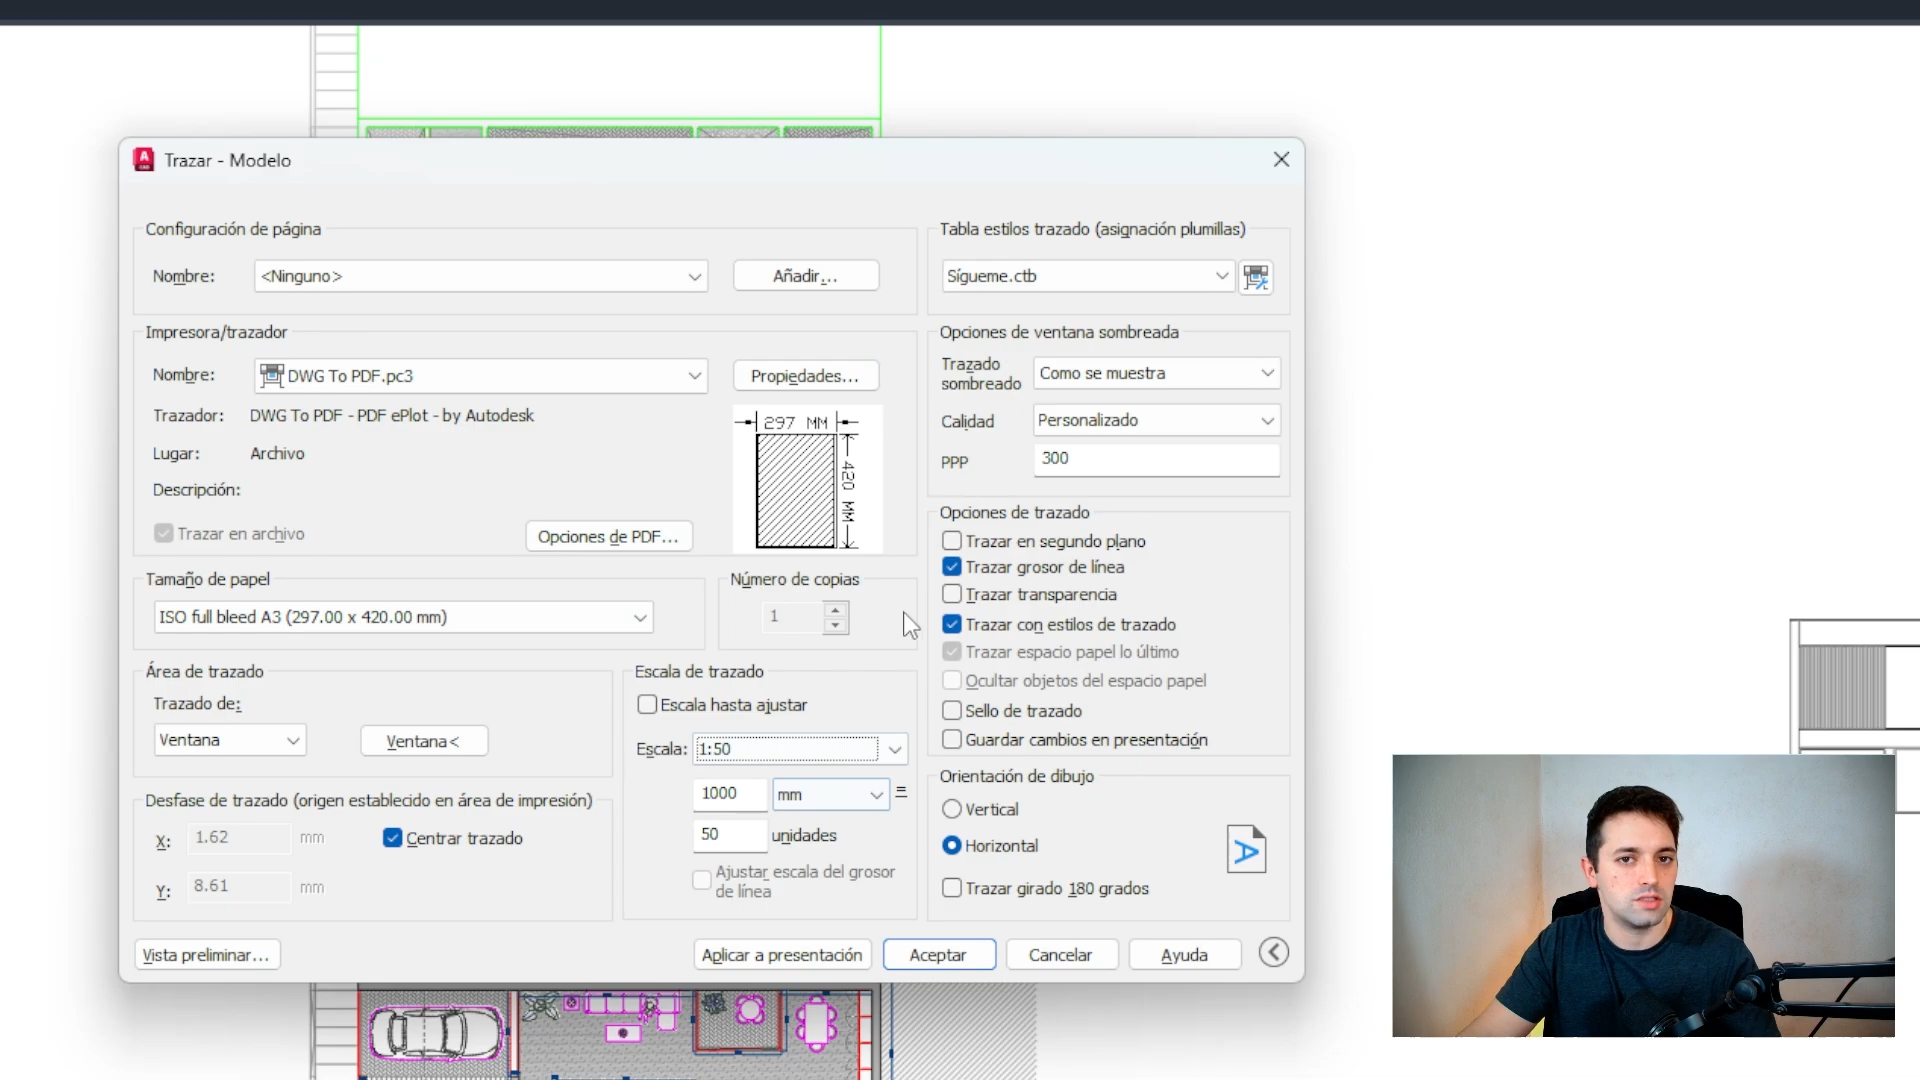 Trazar - Modelo
Configuración de página
Nombre:
<Ninguno>
Añadir...
Impresora/trazador
Nombre:
DWG To PDF.pc3
Propiedades...
Trazador:
DWG To PDF - PDF ePlot - by Autodesk
Lugar:
Archivo
Descripción:
Trazar en archivo
Opciones de PDF...
297 MM
420 MM
Tamaño de papel
ISO full bleed A3 (297.00 x 420.00 mm)
Número de copias
1
Área de trazado
Trazado de:
Ventana
Ventana<
Desfase de trazado (origen establecido en área de impresión)
X:
1.62
mm
Centrar trazado
Y:
8.61
mm
Escala de trazado
Escala hasta ajustar
Escala:
1:50
1000
mm
=
50
unidades
Ajustar escala del grosor
de línea
Tabla estilos trazado (asignación plumillas)
Sígueme.ctb
Opciones de ventana sombreada
Trazado
sombreado
Como se muestra
Calidad
Personalizado
PPP
300
Opciones de trazado
Trazar en segundo plano
Trazar grosor de línea
Trazar transparencia
Trazar con estilos de trazado
Trazar espacio papel lo último
Ocultar objetos del espacio papel
Sello de trazado
Guardar cambios en presentación
Orientación de dibujo
Vertical
Horizontal
Trazar girado 180 grados
Vista preliminar...
Aplicar a presentación
Aceptar
Cancelar
Ayuda